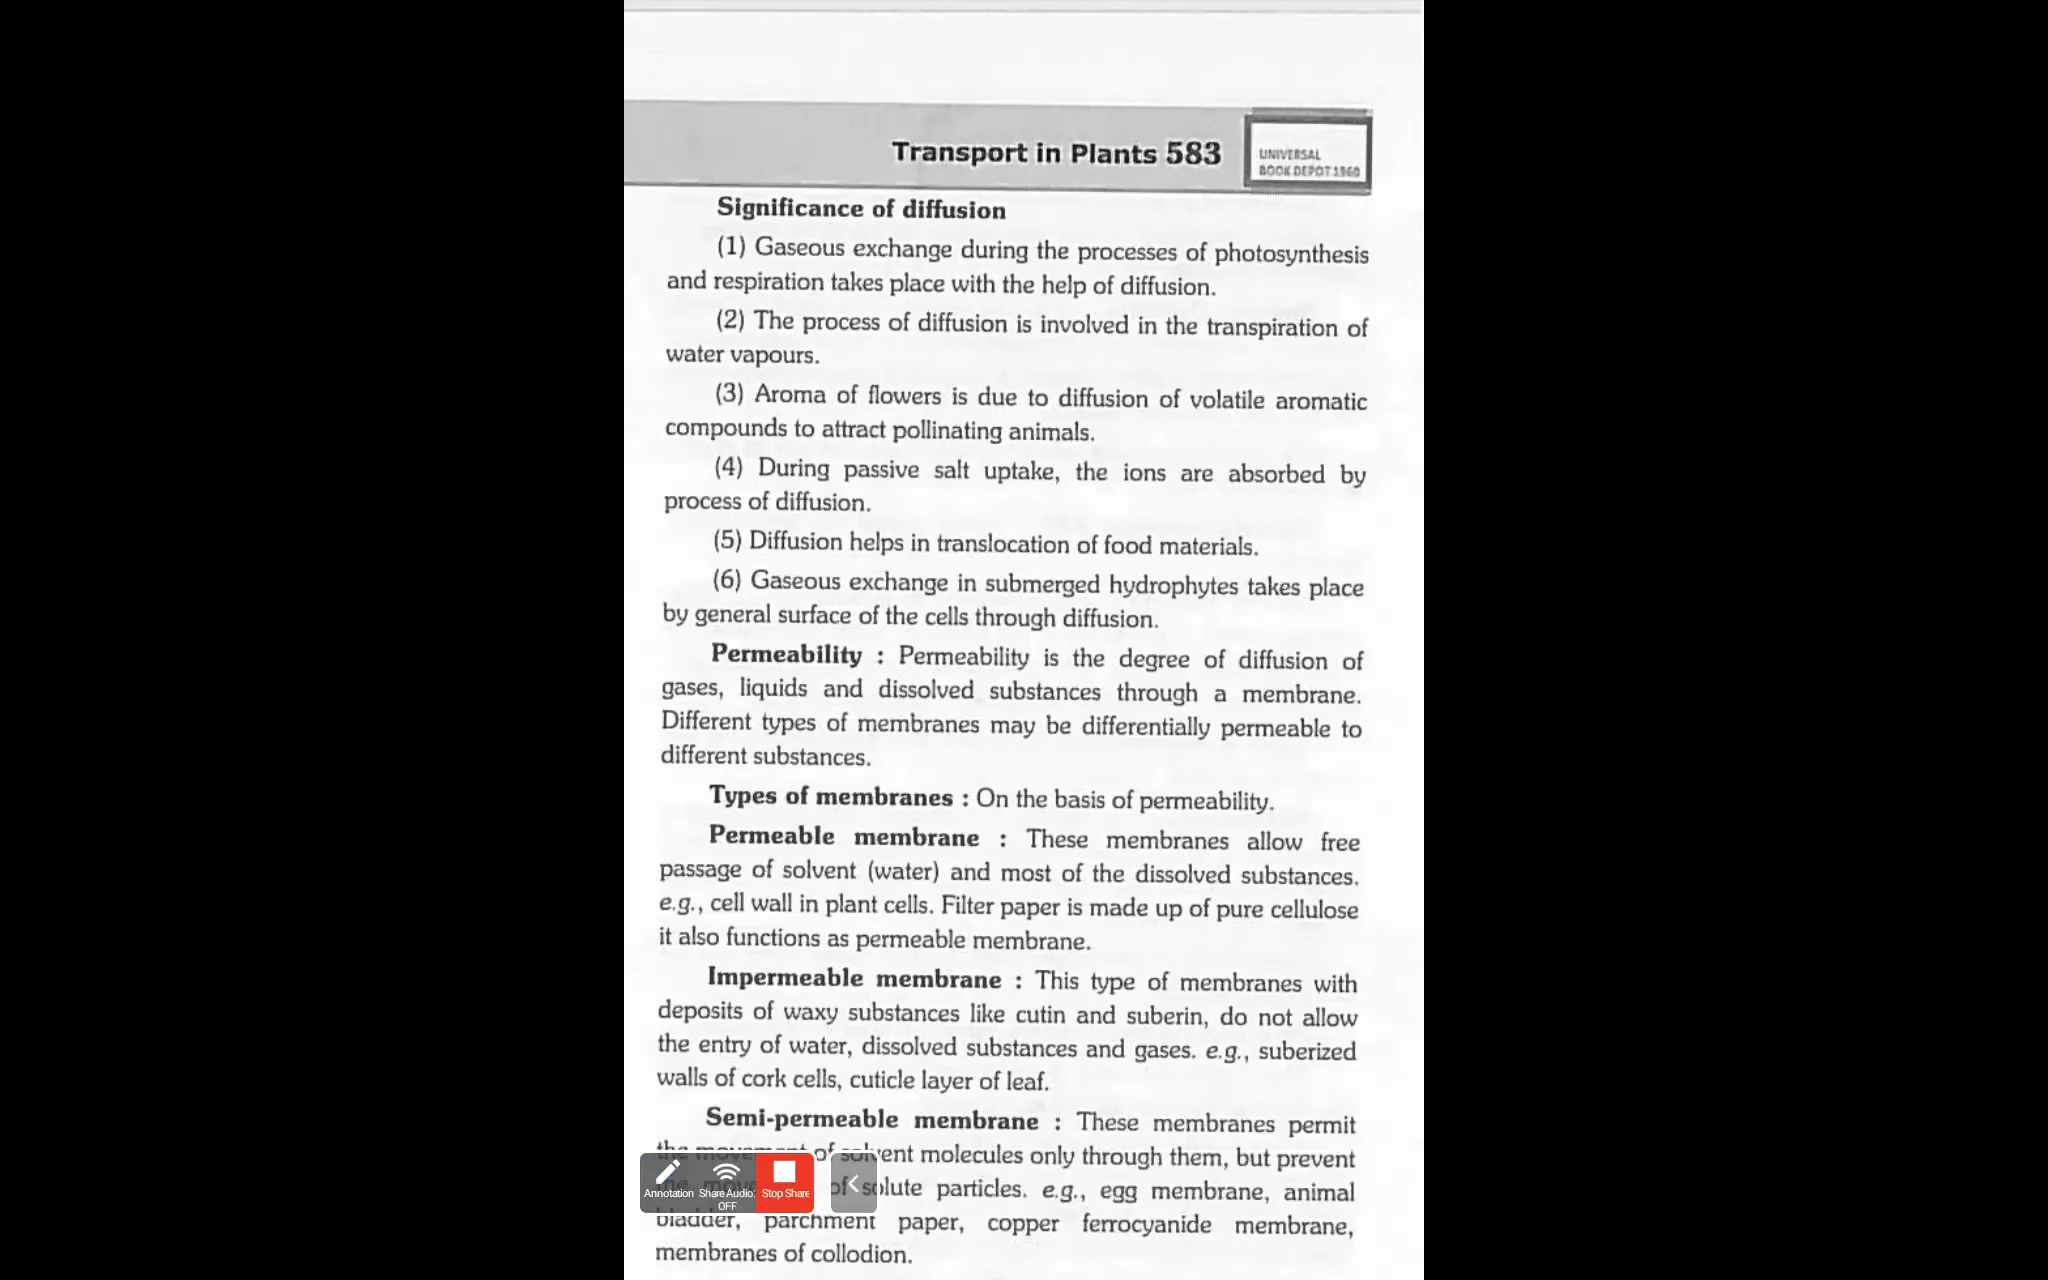 Transport in Plants 583
UNIVERSAL
BOOK DEPOT 1960
Significance of diffusion
(1) Gaseous exchange during the processes of photosynthesis
and respiration takes place with the help of diffusion.
(2) The process of diffusion is involved in the transpiration of
water vapours.
(3) Aroma of flowers is due to diffusion of volatile aromatic
compounds to attract pollinating animals.
(4) During passive salt uptake, the ions are absorbed by
process of diffusion.
(5) Diffusion helps in translocation of food materials.
(6) Gaseous exchange in submerged hydrophytes takes place
by general surface of the cells through diffusion.
Permeability : Permeability is the degree of diffusion of
gases, liquids and dissolved substances through a membrane.
Different types of membranes may be differentially permeable to
different substances.
Types of membranes : On the basis of permeability.
Permeable membrane : These membranes allow free
passage of solvent (water) and most of the dissolved substances.
e.g., cell wall in plant cells. Filter paper is made up of pure cellulose
it also functions as permeable membrane.
Impermeable membrane : This type of membranes with
deposits of waxy substances like cutin and suberin, do not allow
the entry of water, dissolved substances and gases. e.g., suberized
walls of cork cells, cuticle layer of leaf.
Semi-permeable membrane : These membranes permit
the movement of solvent molecules only through them, but prevent
of solute particles. e.g., egg membrane, animal
bladder, parchment paper, copper ferrocyanide membrane,
membranes of collodion.
Annotation Share Audio: OFF Stop Share